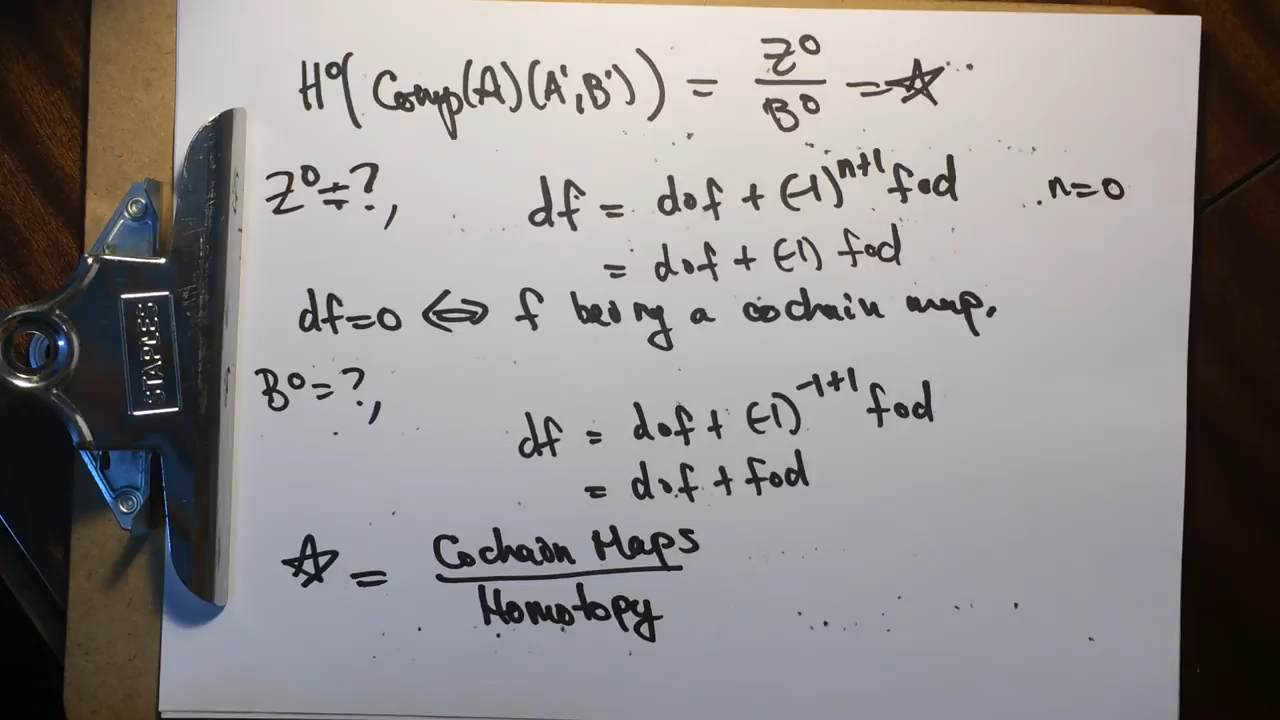 H⁰(Comp(A)(A˙,B˙)) = Z⁰/B⁰ = ☆
Z⁰=?, df = d∘f + (-1)ⁿ⁺¹ f∘d n=0
= d∘f + (-1) f∘d
df=0 ⟺ f being a cochain map.
B⁰=?, df = d∘f + (-1)⁻¹⁺¹ f∘d
= d∘f + f∘d
☆ = Cochain Maps / Homotopy
STAPLES